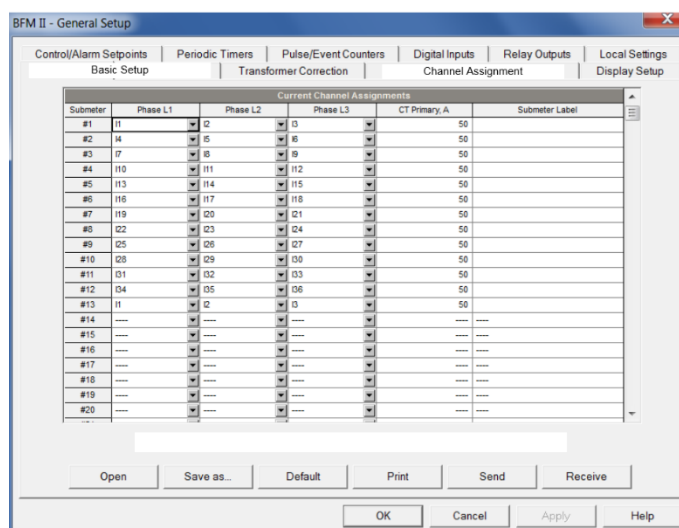 BFM II - General Setup
X
Control/Alarm Setpoints Periodic Timers Pulse/Event Counters Digital Inputs Relay Outputs Local Settings
Basic Setup Transformer Correction Channel Assignment Display Setup
Current Channel Assignments
Submeter Phase L1 Phase L2 Phase L3 CT Primary, A Submeter Label
#1 I1 I2 I3 50
#2 I4 I5 I6 50
#3 I7 I8 I9 50
#4 I10 I11 I12 50
#5 I13 I14 I15 50
#6 I16 I17 I18 50
#7 I19 I20 I21 50
#8 I22 I23 I24 50
#9 I25 I26 I27 50
#10 I28 I29 I30 50
#11 I31 I32 I33 50
#12 I34 I35 I36 50
#13 I1 I2 I3 50
#14 ---- ---- ---- ---- ----
#15 ---- ---- ---- ---- ----
#16 ---- ---- ---- ---- ----
#17 ---- ---- ---- ---- ----
#18 ---- ---- ---- ---- ----
#19 ---- ---- ---- ---- ----
#20 ---- ---- ---- ---- ----
Open Save as... Default Print Send Receive
OK Cancel Apply Help